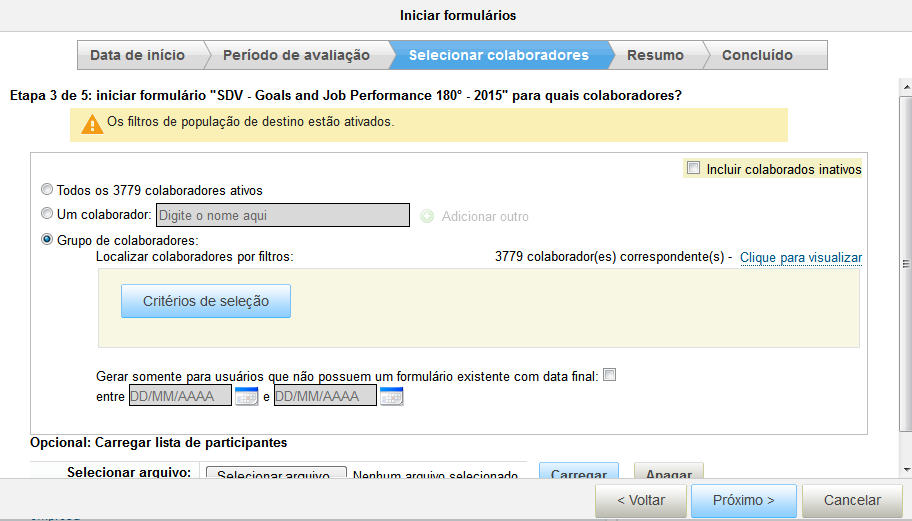 Iniciar formulários
Data de início
Período de avaliação
Selecionar colaboradores
Resumo
Concluído
Etapa 3 de 5: iniciar formulário "SDV - Goals and Job Performance 180° - 2015" para quais colaboradores?
Os filtros de população de destino estão ativados.
Incluir colaborados inativos
Todos os 3779 colaboradores ativos
Um colaborador: Digite o nome aqui Adicionar outro
Grupo de colaboradores:
Localizar colaboradores por filtros: 3779 colaborador(es) correspondente(s) - Clique para visualizar
Critérios de seleção
Gerar somente para usuários que não possuem um formulário existente com data final:
entre DD/MM/AAAA e DD/MM/AAAA
Opcional: Carregar lista de participantes
Selecionar arquivo: Selecionar arquivo Nenhum arquivo selecionado Carregar Apagar
< Voltar Próximo > Cancelar